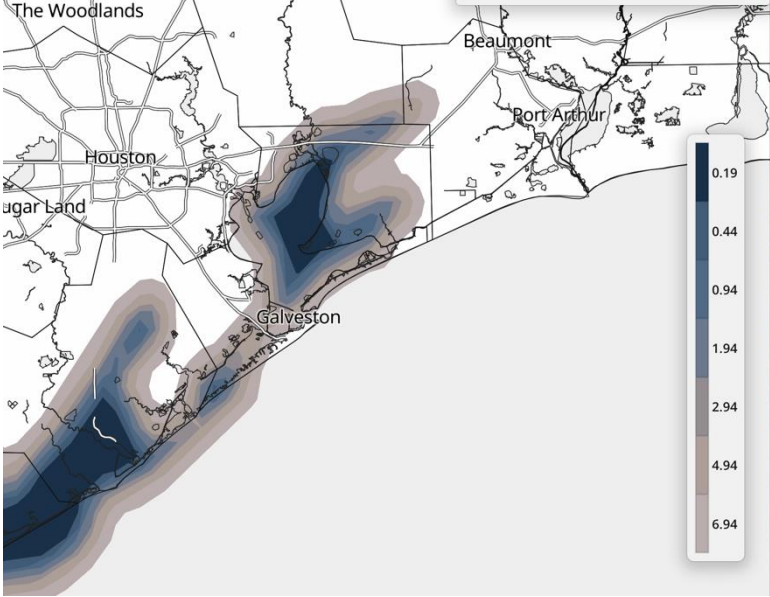 The Woodlands
Beaumont
Port Arthur
Houston
ugar Land
Galveston
0.19
0.44
0.94
1.94
2.94
4.94
6.94